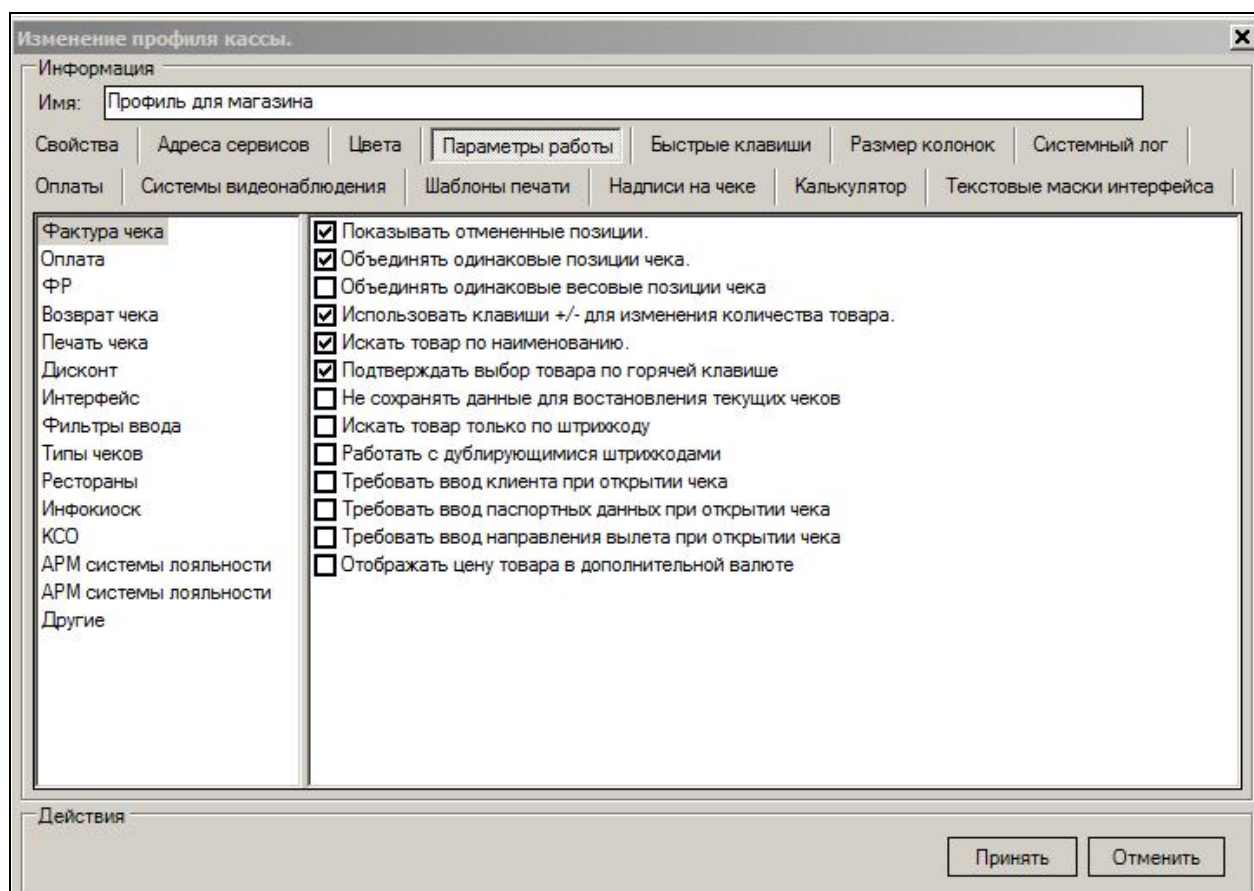 Изменение профиля кассы.
Информация
Имя: Профиль для магазина
Свойства Адреса сервисов Цвета Параметры работы Быстрые клавиши Размер колонок Системный лог
Оплаты Системы видеонаблюдения Шаблоны печати Надписи на чеке Калькулятор Текстовые маски интерфейса
Фактура чека
Оплата
ФР
Возврат чека
Печать чека
Дисконт
Интерфейс
Фильтры ввода
Типы чеков
Рестораны
Инфокиоск
КСО
АРМ системы лояльности
АРМ системы лояльности
Другие
Показывать отмененные позиции.
Объединять одинаковые позиции чека.
Объединять одинаковые весовые позиции чека
Использовать клавиши +/- для изменения количества товара.
Искать товар по наименованию.
Подтверждать выбор товара по горячей клавише
Не сохранять данные для востановления текущих чеков
Искать товар только по штрихкоду
Работать с дублирующимися штрихкодами
Требовать ввод клиента при открытии чека
Требовать ввод паспортных данных при открытии чека
Требовать ввод направления вылета при открытии чека
Отображать цену товара в дополнительной валюте
Действия
Принять Отменить